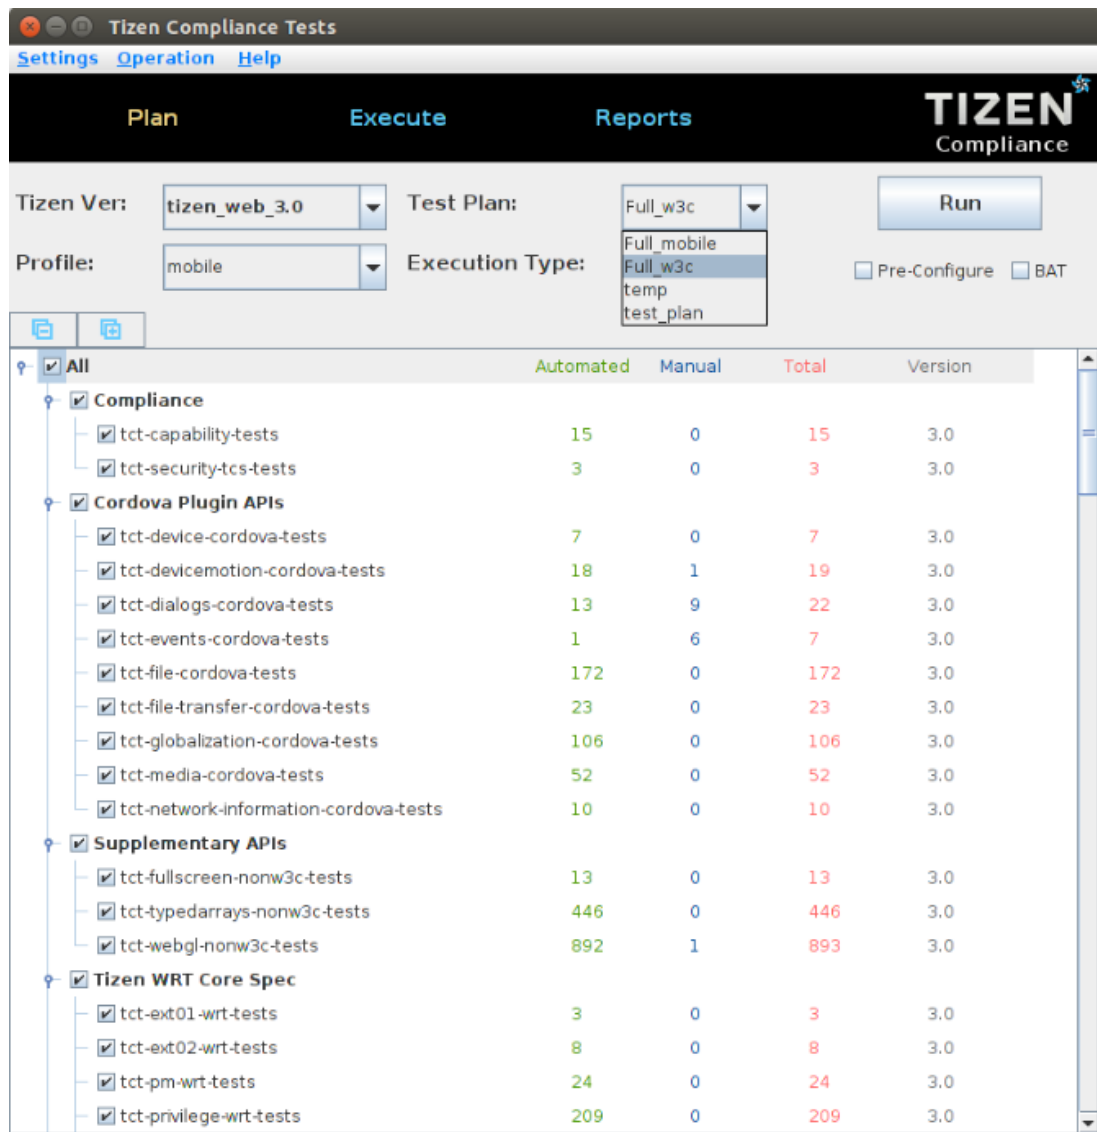 Tizen Compliance Tests
Settings Operation Help
Plan Execute Reports TIZEN Compliance
Tizen Ver: tizen_web_3.0 Test Plan: Full_w3c Run
Full_mobile
Profile: mobile Execution Type: Full_w3c Pre-Configure BAT
temp
test_plan
All Automated Manual Total Version
Compliance
tct-capability-tests 15 0 15 3.0
tct-security-tcs-tests 3 0 3 3.0
Cordova Plugin APIs
tct-device-cordova-tests 7 0 7 3.0
tct-devicemotion-cordova-tests 18 1 19 3.0
tct-dialogs-cordova-tests 13 9 22 3.0
tct-events-cordova-tests 1 6 7 3.0
tct-file-cordova-tests 172 0 172 3.0
tct-file-transfer-cordova-tests 23 0 23 3.0
tct-globalization-cordova-tests 106 0 106 3.0
tct-media-cordova-tests 52 0 52 3.0
tct-network-information-cordova-tests 10 0 10 3.0
Supplementary APIs
tct-fullscreen-nonw3c-tests 13 0 13 3.0
tct-typedarrays-nonw3c-tests 446 0 446 3.0
tct-webgl-nonw3c-tests 892 1 893 3.0
Tizen WRT Core Spec
tct-ext01-wrt-tests 3 0 3 3.0
tct-ext02-wrt-tests 8 0 8 3.0
tct-pm-wrt-tests 24 0 24 3.0
tct-privilege-wrt-tests 209 0 209 3.0